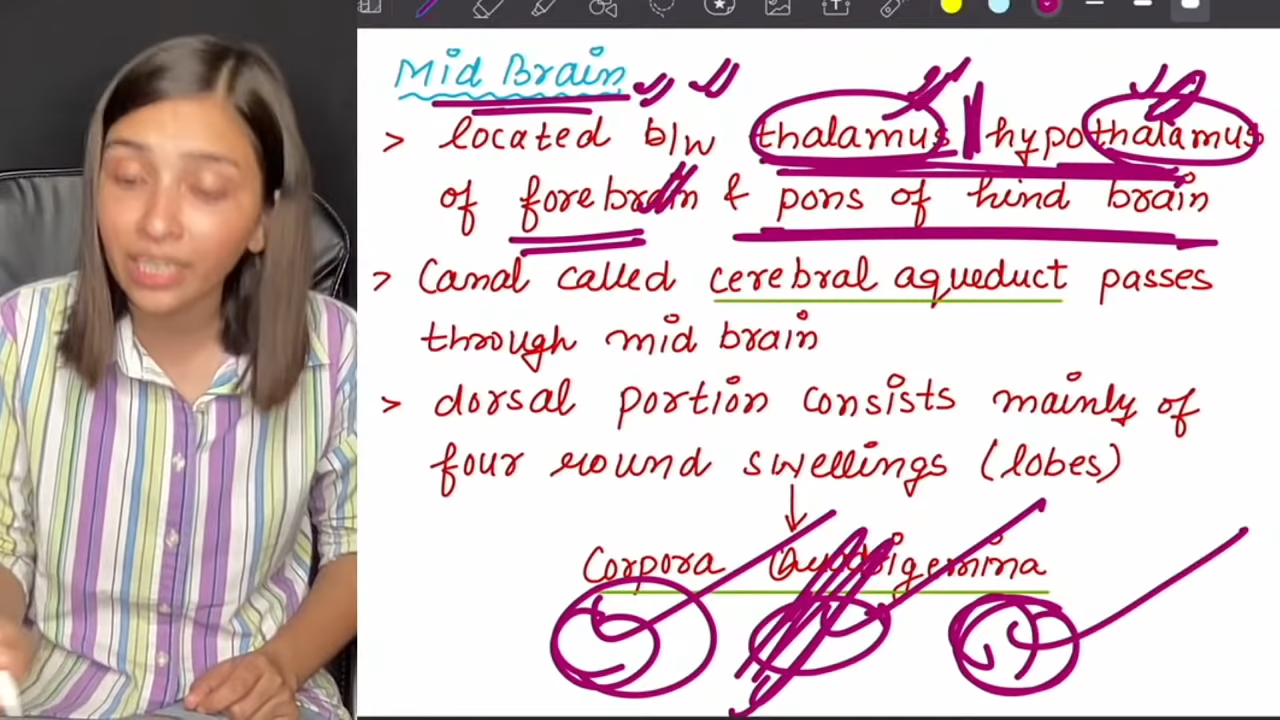 Mid Brain
> located b/w thalamus | hypothalamus
of forebrain & pons of hind brain
> Canal called cerebral aqueduct passes
through mid brain
> dorsal portion consists mainly of
four round swellings (lobes)
Corpora Quadrigemina